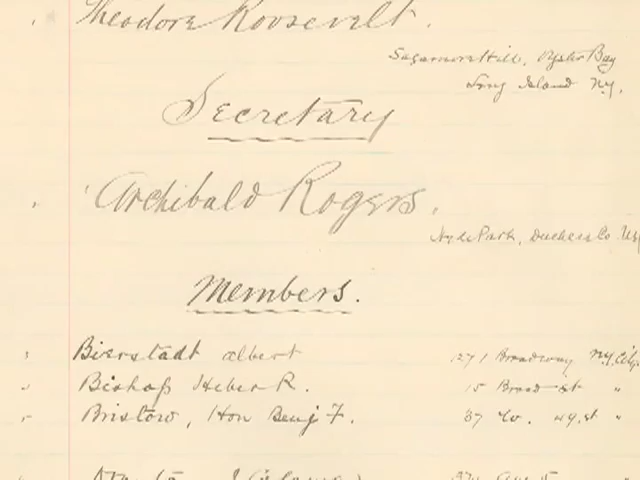 Theodore Roosevelt.
Sagamore Hill, Oyster Bay
Long Island N.Y.
Secretary
Archibald Rogers.
Hyde Park, Duchess Co.
Members.
Bierstadt Albert 1271 Broadway N.Y. City
Bishop Heber R. 15 Broad st "
Bristow, Hon Benj F. 37 W. 49. st "